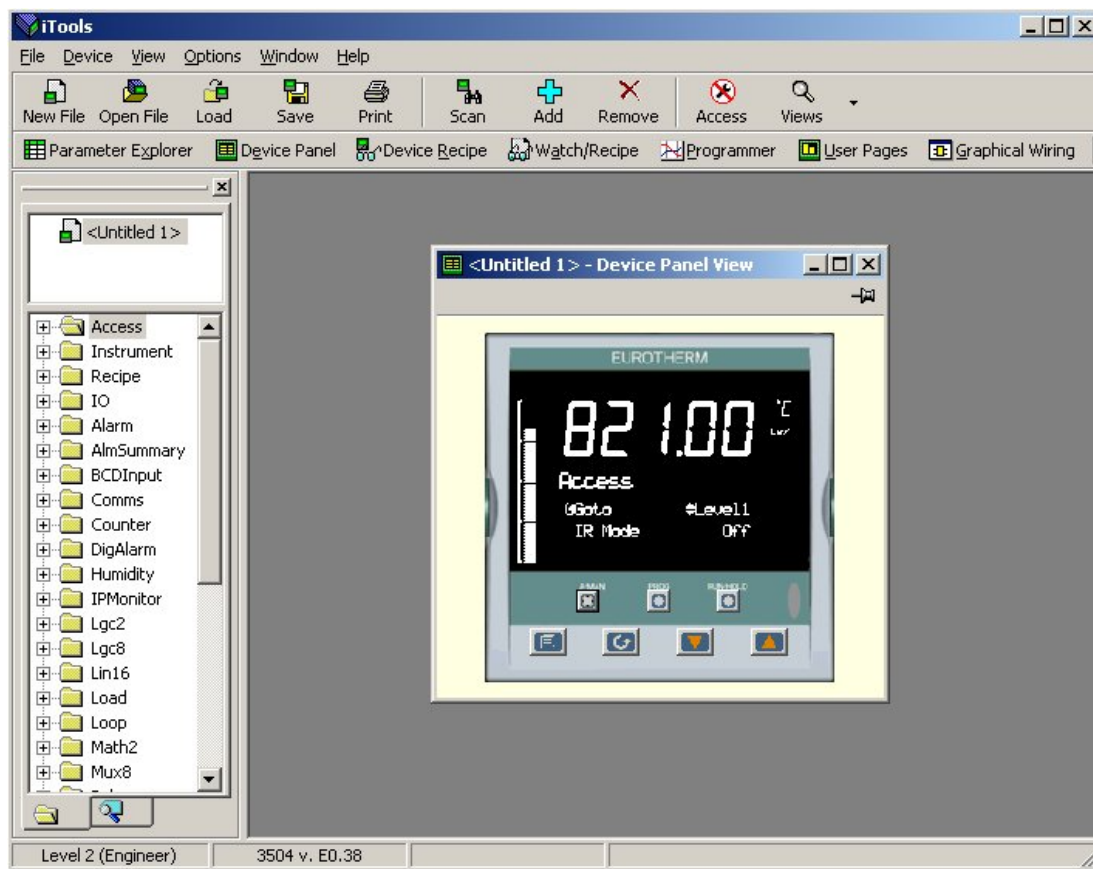 iTools
File Device View Options Window Help
New File Open File Load Save Print Scan Add Remove Access Views
Parameter Explorer Device Panel Device Recipe Watch/Recipe Programmer User Pages Graphical Wiring
<Untitled 1>
Access
Instrument
Recipe
IO
Alarm
AlmSummary
BCDInput
Comms
Counter
DigAlarm
Humidity
IPMonitor
Lgc2
Lgc8
Lin16
Load
Loop
Math2
Mux8
<Untitled 1> - Device Panel View
EUROTHERM
821.00 °C
Access
Goto Level1
IR Mode Off
PROG RUN/HOLD
Level 2 (Engineer) 3504 v. E0.38